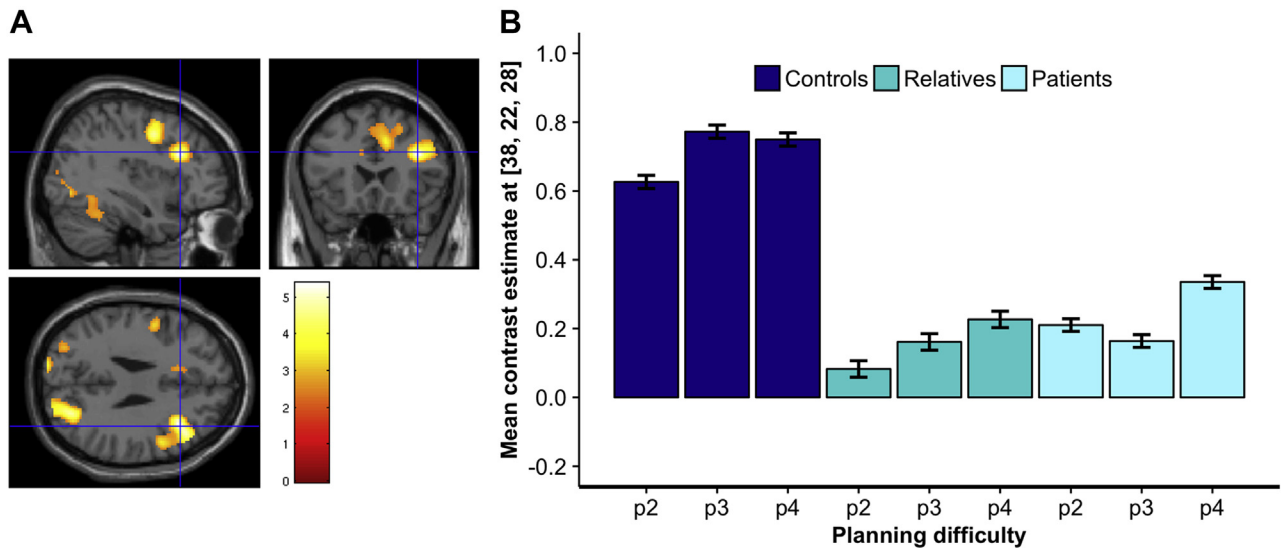 A
5
4
3
2
1
0
B
Mean contrast estimate at [38, 22, 28]
1.0
0.8
0.6
0.4
0.2
0.0
-0.2
Controls Relatives Patients
p2 p3 p4 p2 p3 p4 p2 p3 p4
Planning difficulty